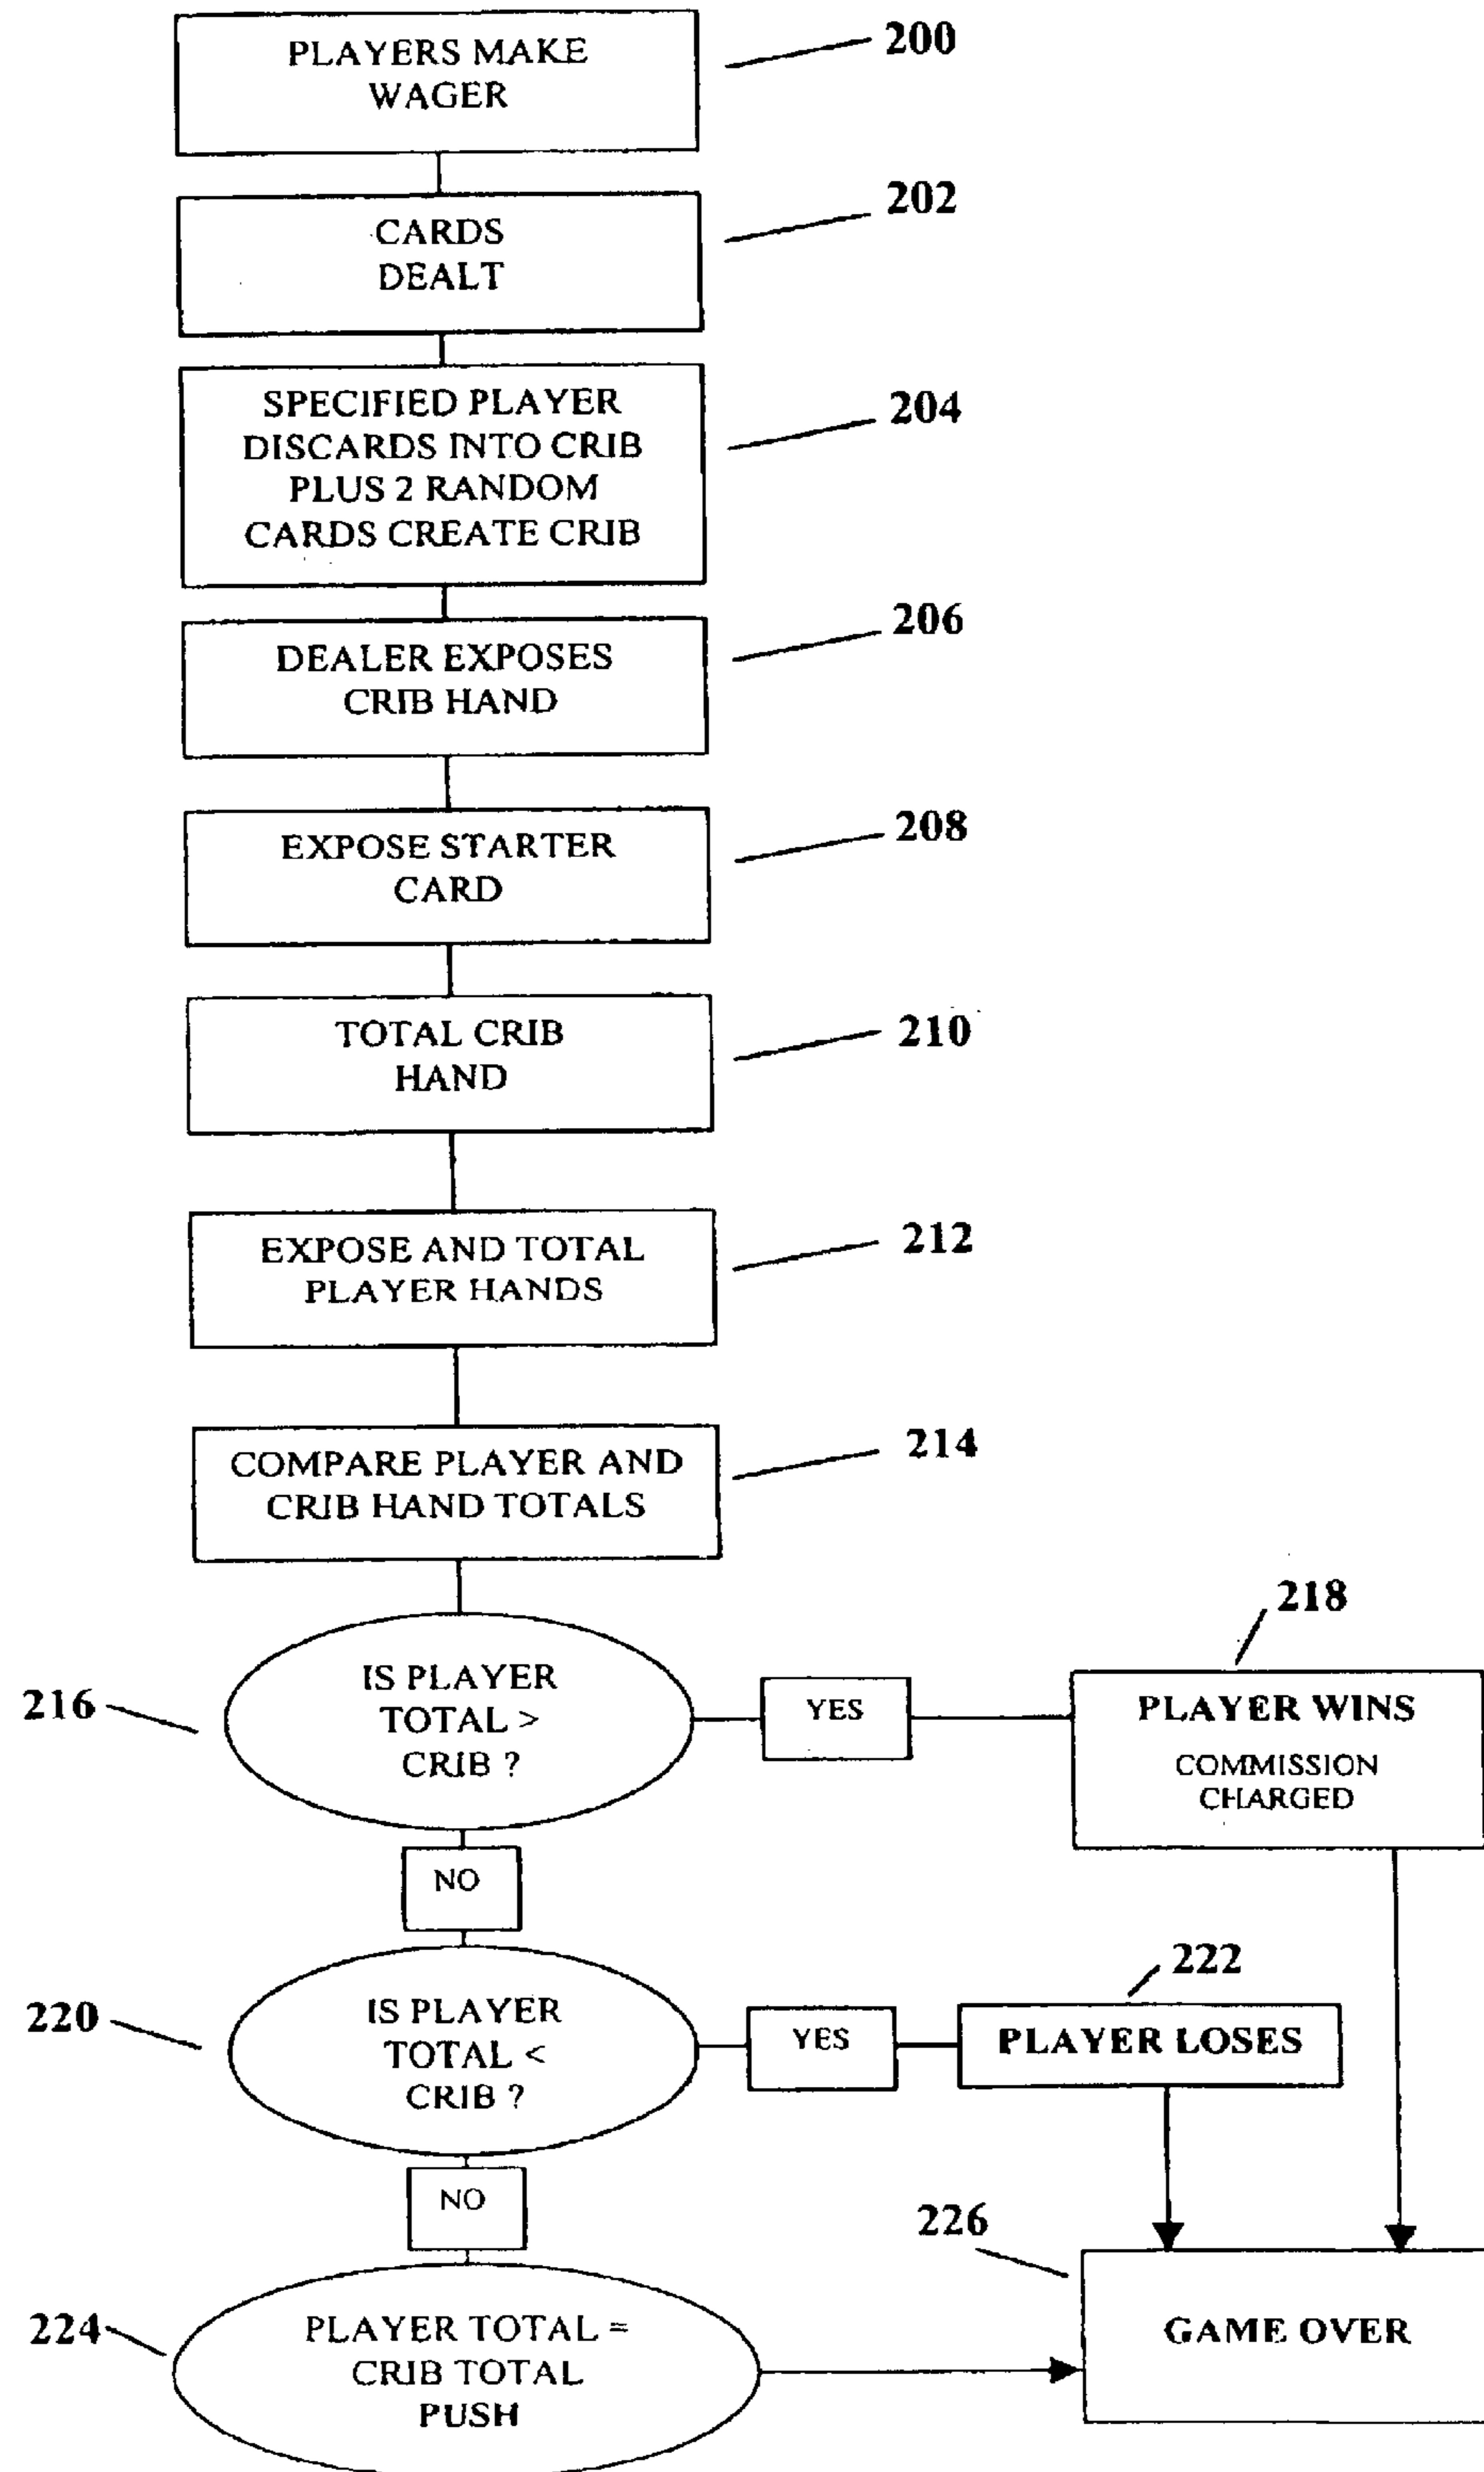 PLAYERS MAKE
WAGER
200
CARDS
DEALT
202
SPECIFIED PLAYER
DISCARDS INTO CRIB
PLUS 2 RANDOM
CARDS CREATE CRIB
204
DEALER EXPOSES
CRIB HAND
206
EXPOSE STARTER
CARD
208
TOTAL CRIB
HAND
210
EXPOSE AND TOTAL
PLAYER HANDS
212
COMPARE PLAYER AND
CRIB HAND TOTALS
214
216
IS PLAYER
TOTAL >
CRIB ?
YES
218
PLAYER WINS
COMMISSION
CHARGED
NO
220
IS PLAYER
TOTAL <
CRIB ?
YES
222
PLAYER LOSES
NO
224
PLAYER TOTAL =
CRIB TOTAL
PUSH
226
GAME OVER